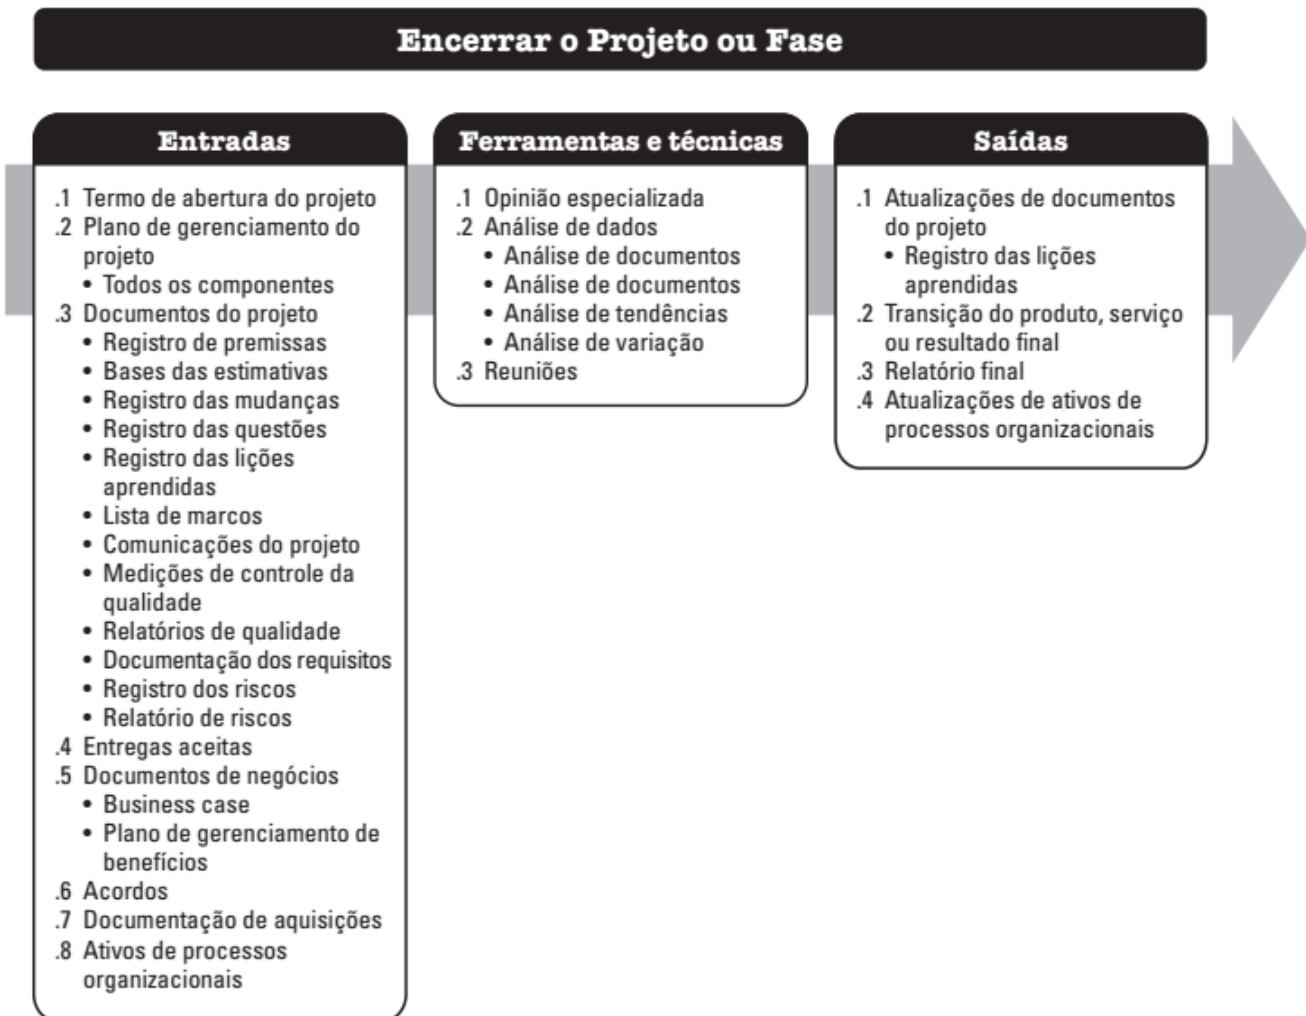 Encerrar o Projeto ou Fase
Entradas
.1 Termo de abertura do projeto
.2 Plano de gerenciamento do
projeto
• Todos os componentes
.3 Documentos do projeto
• Registro de premissas
• Bases das estimativas
• Registro das mudanças
• Registro das questões
• Registro das lições
aprendidas
• Lista de marcos
• Comunicações do projeto
• Medições de controle da
qualidade
• Relatórios de qualidade
• Documentação dos requisitos
• Registro dos riscos
• Relatório de riscos
.4 Entregas aceitas
.5 Documentos de negócios
• Business case
• Plano de gerenciamento de
benefícios
.6 Acordos
.7 Documentação de aquisições
.8 Ativos de processos
organizacionais
Ferramentas e técnicas
.1 Opinião especializada
.2 Análise de dados
• Análise de documentos
• Análise de documentos
• Análise de tendências
• Análise de variação
.3 Reuniões
Saídas
.1 Atualizações de documentos
do projeto
• Registro das lições
aprendidas
.2 Transição do produto, serviço
ou resultado final
.3 Relatório final
.4 Atualizações de ativos de
processos organizacionais